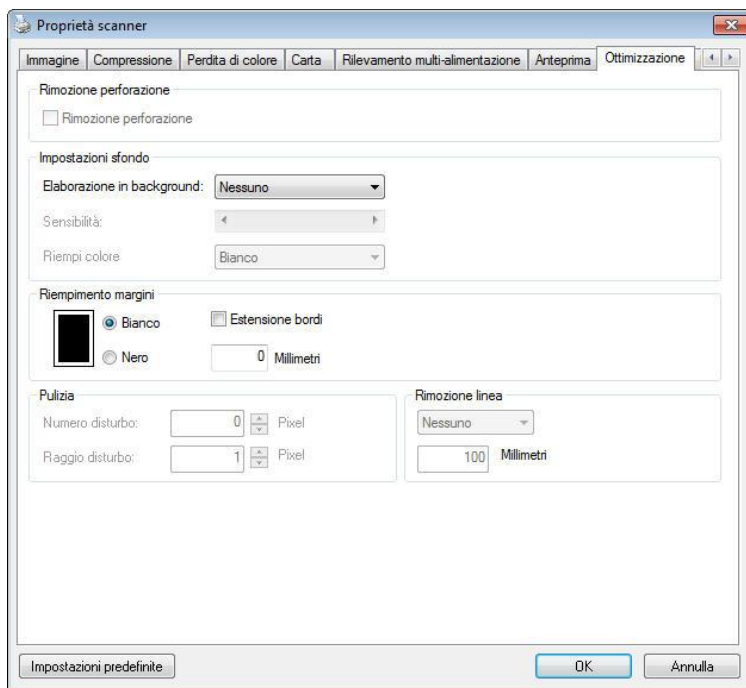 Proprietà scanner
Immagine Compressione Perdita di colore Carta Rilevamento multi-alimentazione Anteprima Ottimizzazione
Rimozione perforazione
Rimozione perforazione
Impostazioni sfondo
Elaborazione in background: Nessuno
Sensibilità:
Riempi colore Bianco
Riempimento margini
Bianco Estensione bordi
Nero 0 Millimetri
Pulizia Rimozione linea
Numero disturbo: 0 Pixel Nessuno
Raggio disturbo: 1 Pixel 100 Millimetri
Impostazioni predefinite OK Annulla